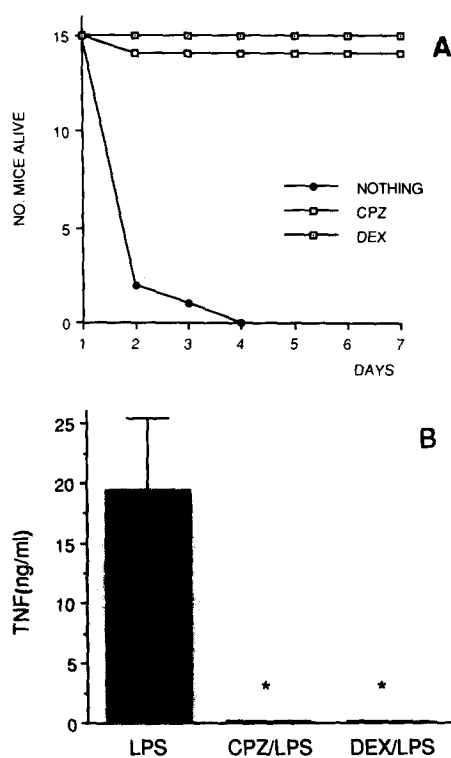 A
15
10
5
0
NO. MICE ALIVE
NOTHING
CPZ
DEX
1 2 3 4 5 6 7
DAYS
B
25
20
15
10
5
0
TNF(ng/ml)
* *
LPS CPZ/LPS DEX/LPS